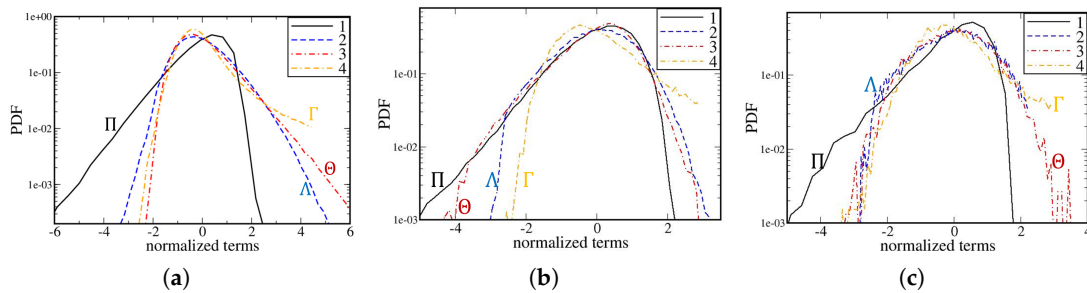 1e+00
1e-01
1e-02
1e-03
PDF
-6
-4
-2
0
2
4
6
normalized terms
1
2
3
4
Π
Λ
Θ
Γ
(a)
1e-01
1e-02
1e-03
PDF
-4
-2
0
2
normalized terms
1
2
3
4
Π
Θ
Λ
Γ
(b)
1e-01
1e-02
1e-03
PDF
-4
-2
0
2
4
normalized terms
1
2
3
4
Λ
Π
Γ
Θ
(c)